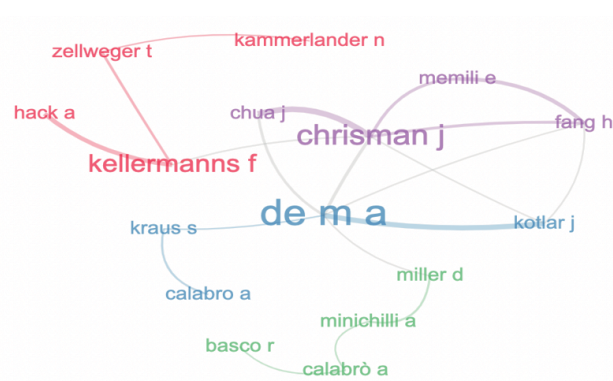 kammerlander n
zellweger t
memili e
hack a
chua j
fang h
chrisman j
kellermanns f
de m a
kotlar j
kraus s
miller d
calabro a
minichilli a
basco r
calabrò a